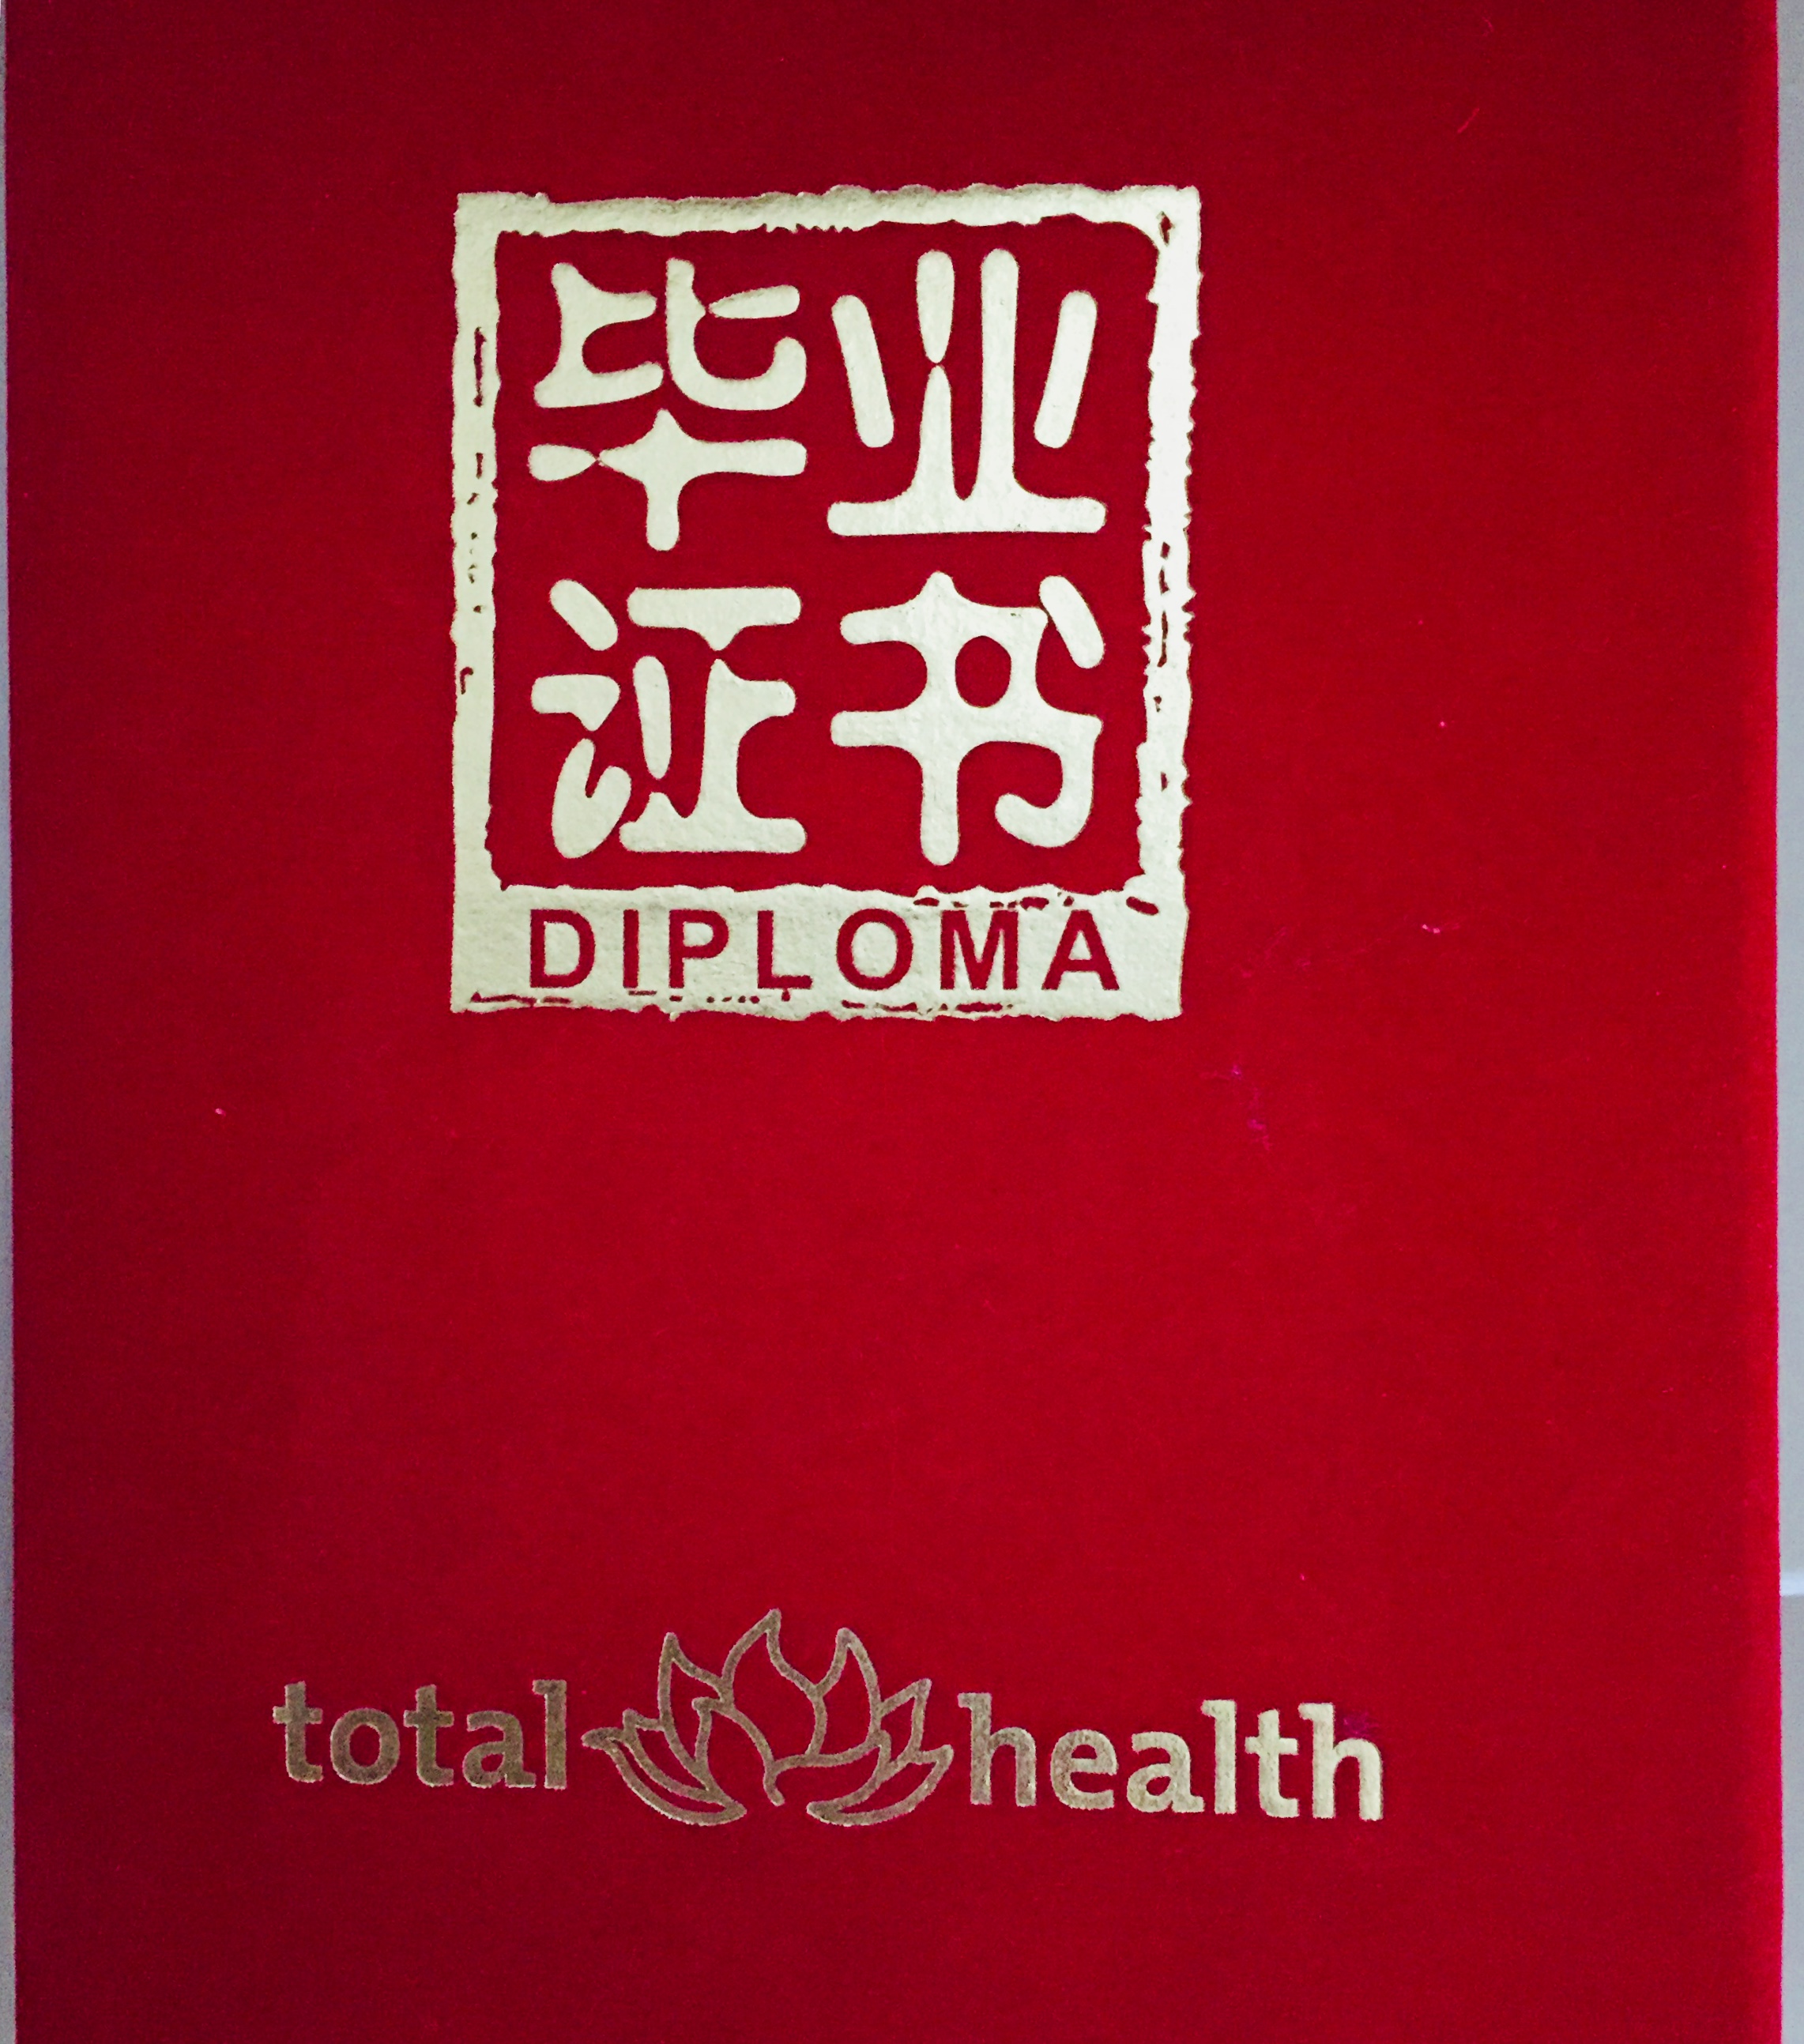 毕业
证书
DIPLOMA
total health